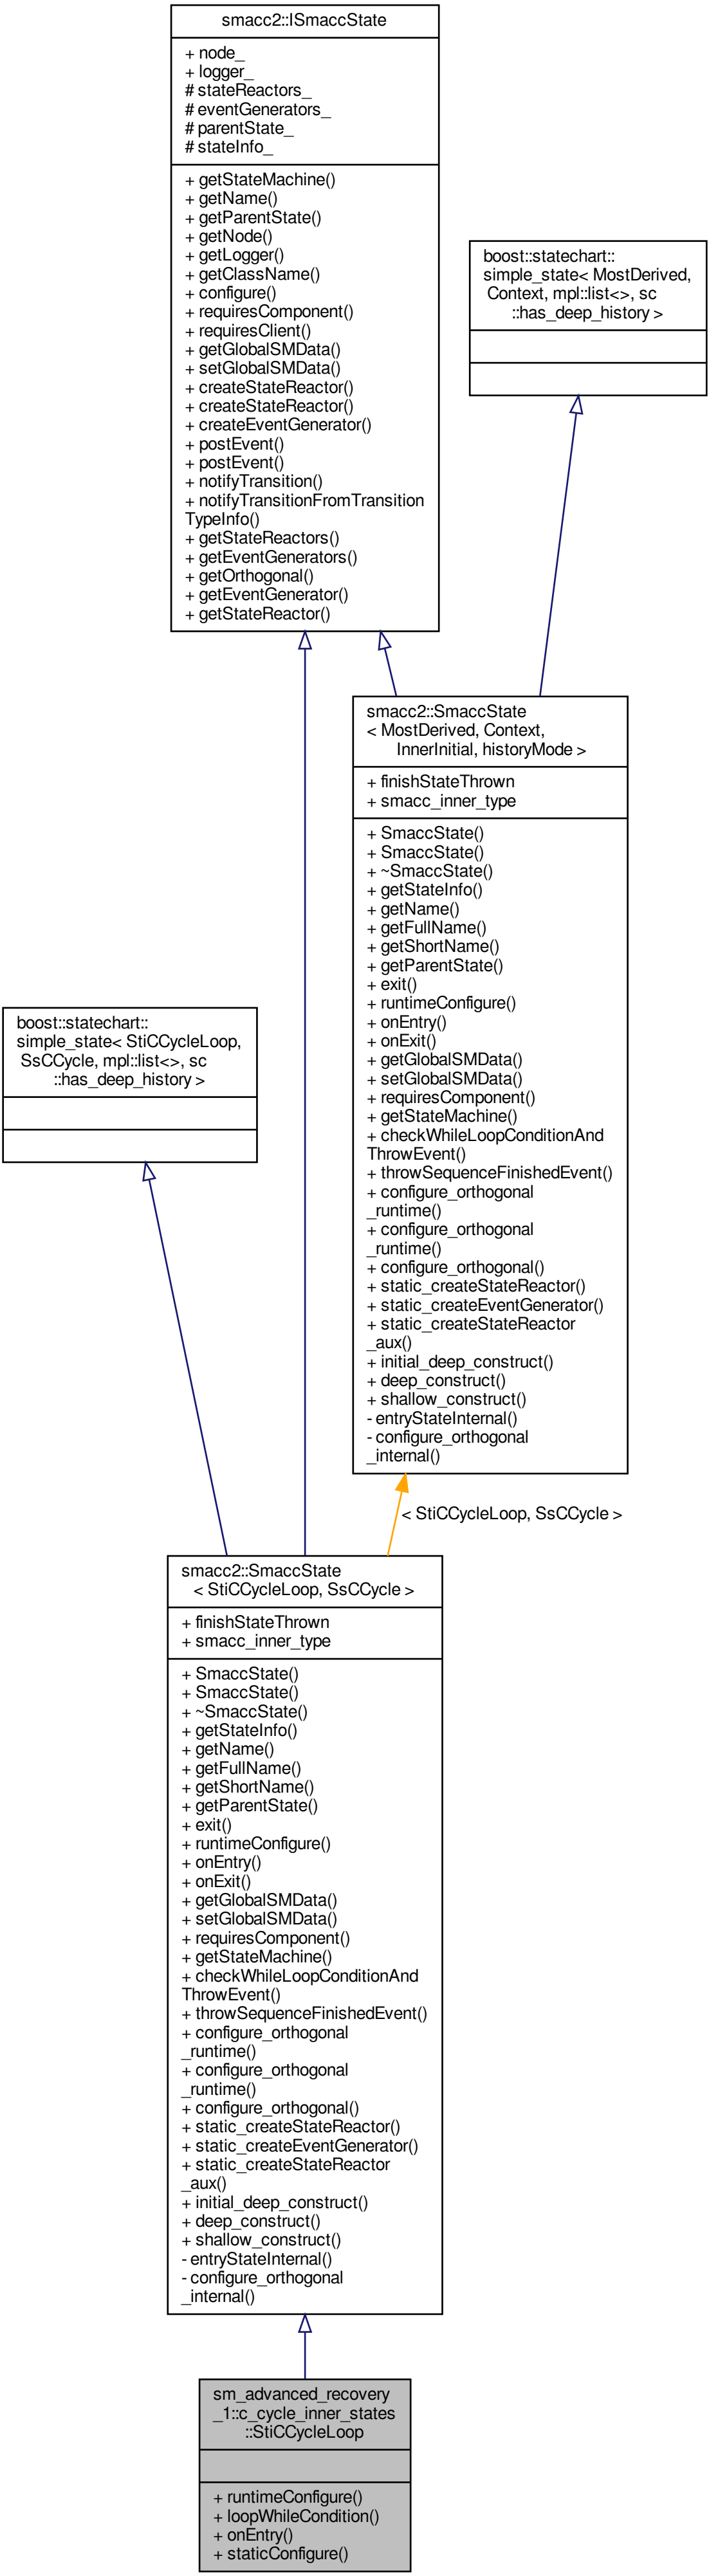 smacc2::ISmaccState
+ node_
+ logger_
# stateReactors_
# eventGenerators_
# parentState_
# stateInfo_
+ getStateMachine()
+ getName()
+ getParentState()
+ getNode()
+ getLogger()
+ getClassName()
+ configure()
+ requiresComponent()
+ requiresClient()
+ getGlobalSMData()
+ setGlobalSMData()
+ createStateReactor()
+ createStateReactor()
+ createEventGenerator()
+ postEvent()
+ postEvent()
+ notifyTransition()
+ notifyTransitionFromTransition
TypeInfo()
+ getStateReactors()
+ getEventGenerators()
+ getOrthogonal()
+ getEventGenerator()
+ getStateReactor()
boost::statechart::
simple_state< MostDerived,
Context, mpl::list<>, sc
::has_deep_history >
smacc2::SmaccState
< MostDerived, Context,
InnerInitial, historyMode >
+ finishStateThrown
+ smacc_inner_type
+ SmaccState()
+ SmaccState()
+ ~SmaccState()
+ getStateInfo()
+ getName()
+ getFullName()
+ getShortName()
+ getParentState()
+ exit()
+ runtimeConfigure()
+ onEntry()
+ onExit()
+ getGlobalSMData()
+ setGlobalSMData()
+ requiresComponent()
+ getStateMachine()
+ checkWhileLoopConditionAnd
ThrowEvent()
+ throwSequenceFinishedEvent()
+ configure_orthogonal
_runtime()
+ configure_orthogonal
_runtime()
+ configure_orthogonal()
+ static_createStateReactor()
+ static_createEventGenerator()
+ static_createStateReactor
_aux()
+ initial_deep_construct()
+ deep_construct()
+ shallow_construct()
- entryStateInternal()
- configure_orthogonal
_internal()
boost::statechart::
simple_state< StiCCycleLoop,
SsCCycle, mpl::list<>, sc
::has_deep_history >
< StiCCycleLoop, SsCCycle >
smacc2::SmaccState
< StiCCycleLoop, SsCCycle >
+ finishStateThrown
+ smacc_inner_type
+ SmaccState()
+ SmaccState()
+ ~SmaccState()
+ getStateInfo()
+ getName()
+ getFullName()
+ getShortName()
+ getParentState()
+ exit()
+ runtimeConfigure()
+ onEntry()
+ onExit()
+ getGlobalSMData()
+ setGlobalSMData()
+ requiresComponent()
+ getStateMachine()
+ checkWhileLoopConditionAnd
ThrowEvent()
+ throwSequenceFinishedEvent()
+ configure_orthogonal
_runtime()
+ configure_orthogonal
_runtime()
+ configure_orthogonal()
+ static_createStateReactor()
+ static_createEventGenerator()
+ static_createStateReactor
_aux()
+ initial_deep_construct()
+ deep_construct()
+ shallow_construct()
- entryStateInternal()
- configure_orthogonal
_internal()
sm_advanced_recovery
_1::c_cycle_inner_states
::StiCCycleLoop
+ runtimeConfigure()
+ loopWhileCondition()
+ onEntry()
+ staticConfigure()